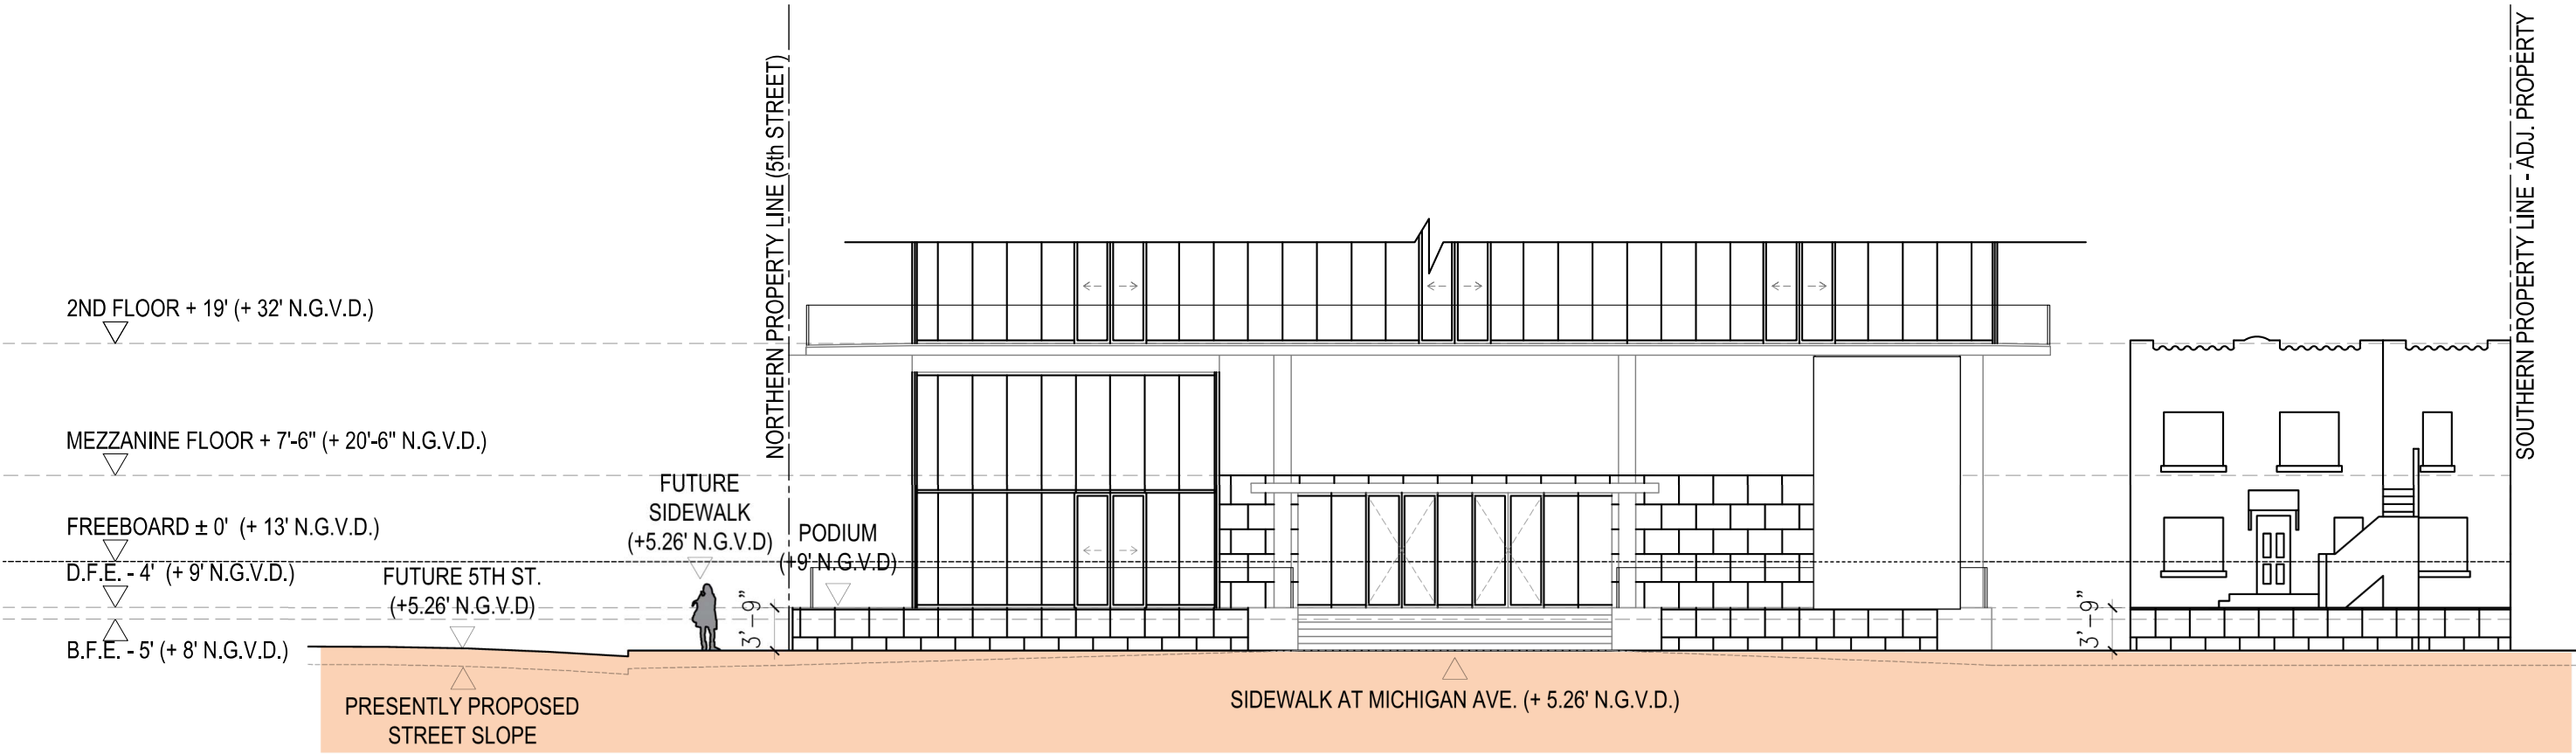 NORTHERN PROPERTY LINE (5th STREET)
SOUTHERN PROPERTY LINE - ADJ. PROPERTY
2ND FLOOR + 19' (+ 32' N.G.V.D.)
MEZZANINE FLOOR + 7'-6" (+ 20'-6" N.G.V.D.)
FREEBOARD ± 0' (+ 13' N.G.V.D.)
D.F.E. - 4' (+ 9' N.G.V.D.)
B.F.E. - 5' (+ 8' N.G.V.D.)
FUTURE 5TH ST.
(+5.26' N.G.V.D)
FUTURE
SIDEWALK
(+5.26' N.G.V.D)
PODIUM
(+9' N.G.V.D)
3'-9"
3'-9"
PRESENTLY PROPOSED
STREET SLOPE
SIDEWALK AT MICHIGAN AVE. (+ 5.26' N.G.V.D.)